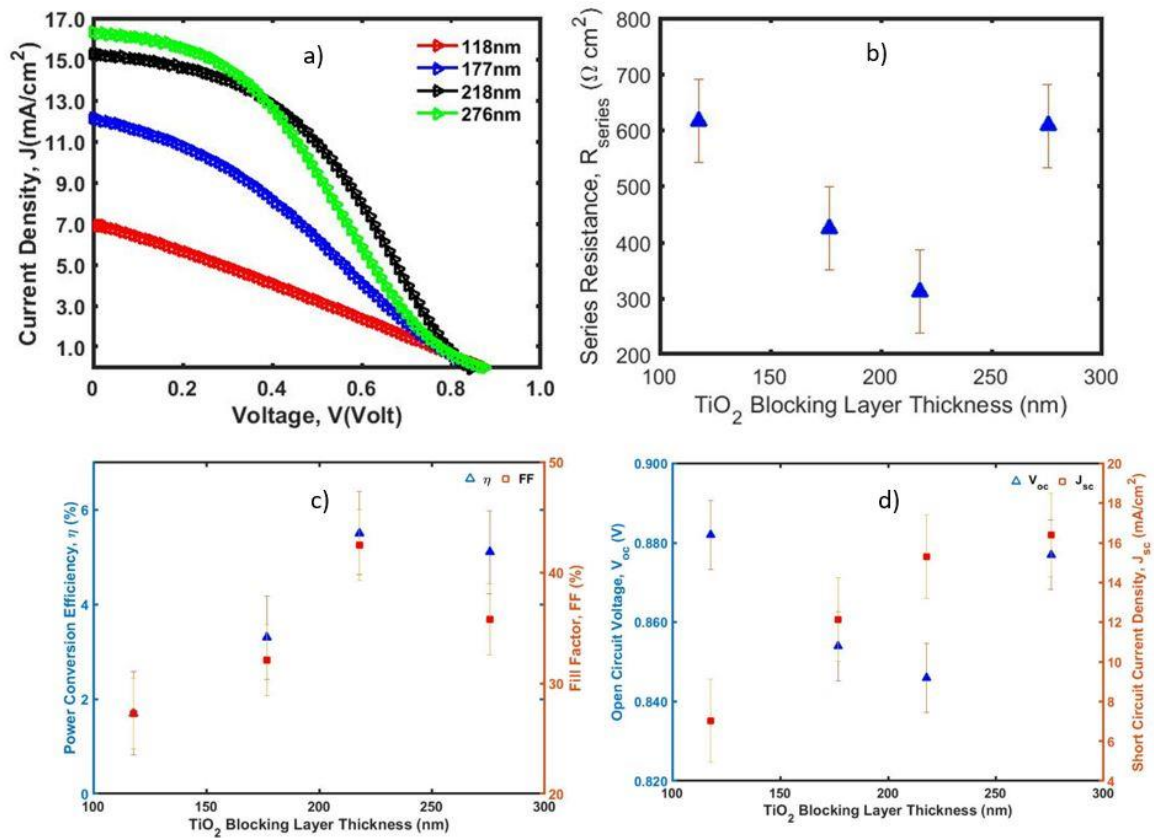 a)
118nm
177nm
218nm
276nm
Current Density, J(mA/cm²)
17.0
15.0
13.0
11.0
9.0
7.0
5.0
3.0
1.0
0 0.2 0.4 0.6 0.8 1.0
Voltage, V(Volt)
b)
Series Resistance, R_series (Ω cm²)
800
700
600
500
400
300
200
100 150 200 250 300
TiO₂ Blocking Layer Thickness (nm)
c)
η FF
Power Conversion Efficiency, η (%)
6
4
2
0
Fill Factor, FF (%)
50
40
30
20
100 150 200 250 300
TiO₂ Blocking Layer Thickness (nm)
d)
V_oc J_sc
Open Circuit Voltage, V_oc (V)
0.900
0.880
0.860
0.840
0.820
Short Circuit Current Density, J_sc (mA/cm²)
20
18
16
14
12
10
8
6
4
100 150 200 250 300
TiO₂ Blocking Layer Thickness (nm)